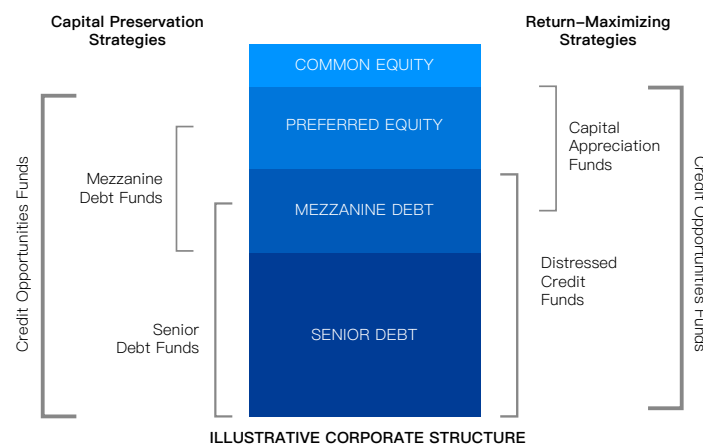 Capital Preservation
Strategies
Return-Maximizing
Strategies
COMMON EQUITY
PREFERRED EQUITY
MEZZANINE DEBT
SENIOR DEBT
Credit Opportunities Funds
Mezzanine
Debt Funds
Senior
Debt Funds
Capital
Appreciation
Funds
Distressed
Credit
Funds
Credit Opportunities Funds
ILLUSTRATIVE CORPORATE STRUCTURE